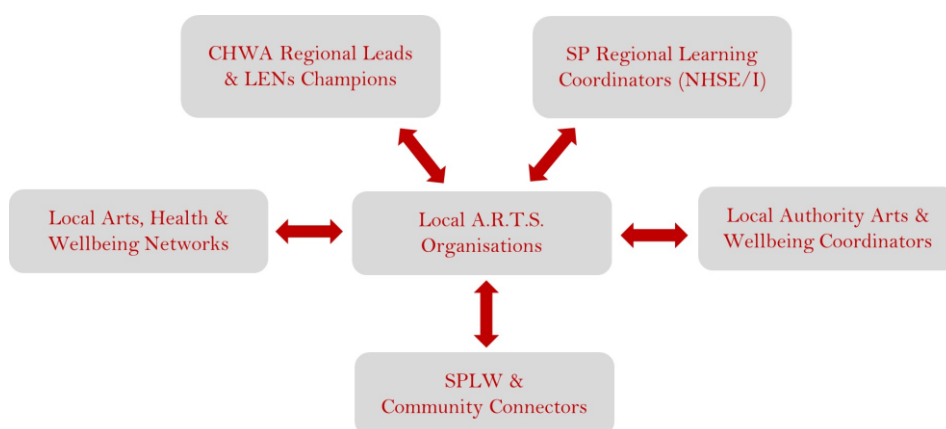 CHWA Regional Leads
& LENs Champions
SP Regional Learning
Coordinators (NHSE/I)
Local Arts, Health &
Wellbeing Networks
Local A.R.T.S.
Organisations
Local Authority Arts &
Wellbeing Coordinators
SPLW &
Community Connectors